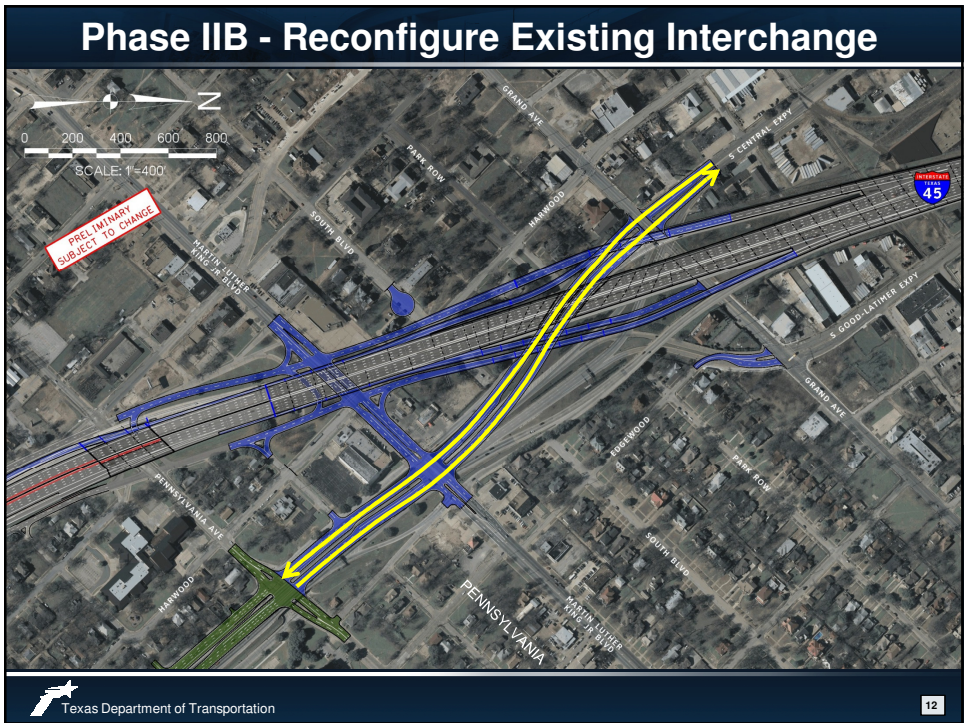 Phase IIB - Reconfigure Existing Interchange
N
0 200 400 600 800
SCALE: 1"=400'
PRELIMINARY
SUBJECT TO CHANGE
GRAND AVE
S CENTRAL EXPY
PARK ROW
HARWOOD
INTERSTATE
TEXAS
45
SOUTH BLVD
MARTIN LUTHER
KING JR BLVD
S GOOD-LATIMER EXPY
GRAND AVE
EDGEWOOD
PARK ROW
PENNSYLVANIA AVE
SOUTH BLVD
HARWOOD
PENNSYLVANIA
MARTIN LUTHER
KING JR BLVD
Texas Department of Transportation
12